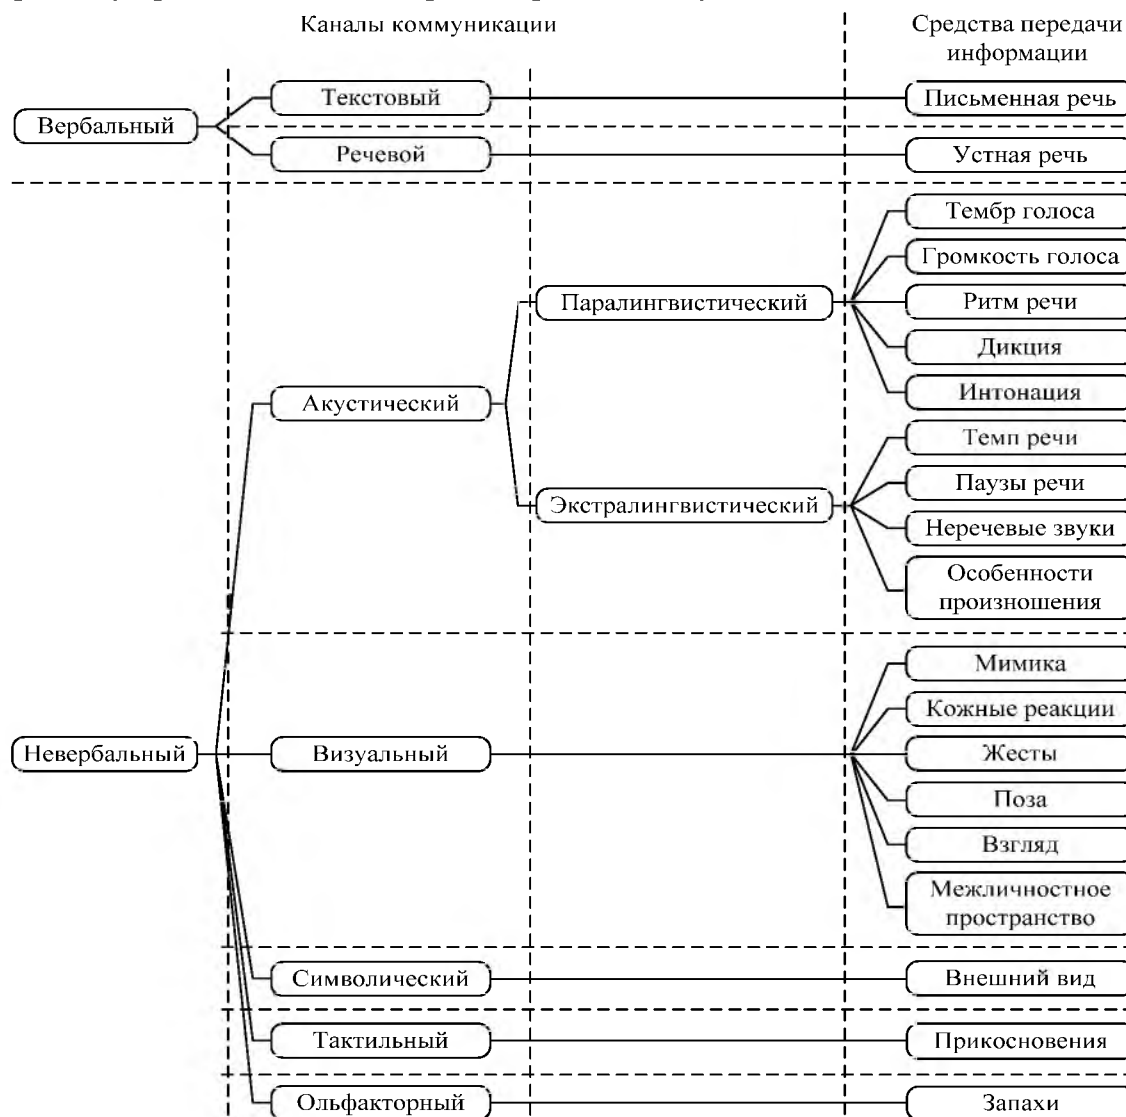 Каналы коммуникации
Средства передачи
информации
Вербальный
Текстовый
Письменная речь
Речевой
Устная речь
Невербальный
Акустический
Паралингвистический
Тембр голоса
Громкость голоса
Ритм речи
Дикция
Интонация
Экстралингвистический
Темп речи
Паузы речи
Неречевые звуки
Особенности
произношения
Визуальный
Мимика
Кожные реакции
Жесты
Поза
Взгляд
Межличностное
пространство
Символический
Внешний вид
Тактильный
Прикосновения
Ольфакторный
Запахи